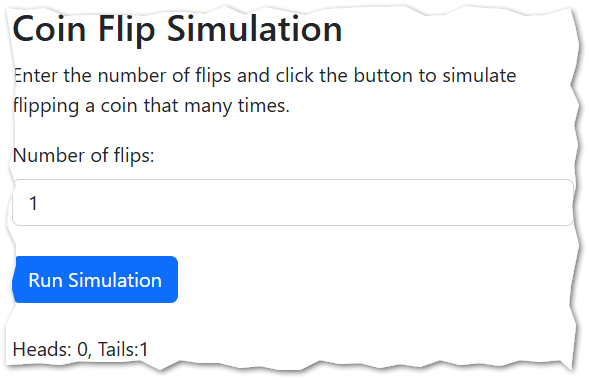 Coin Flip Simulation
Enter the number of flips and click the button to simulate
flipping a coin that many times.
Number of flips:
1
Run Simulation
Heads: 0, Tails:1